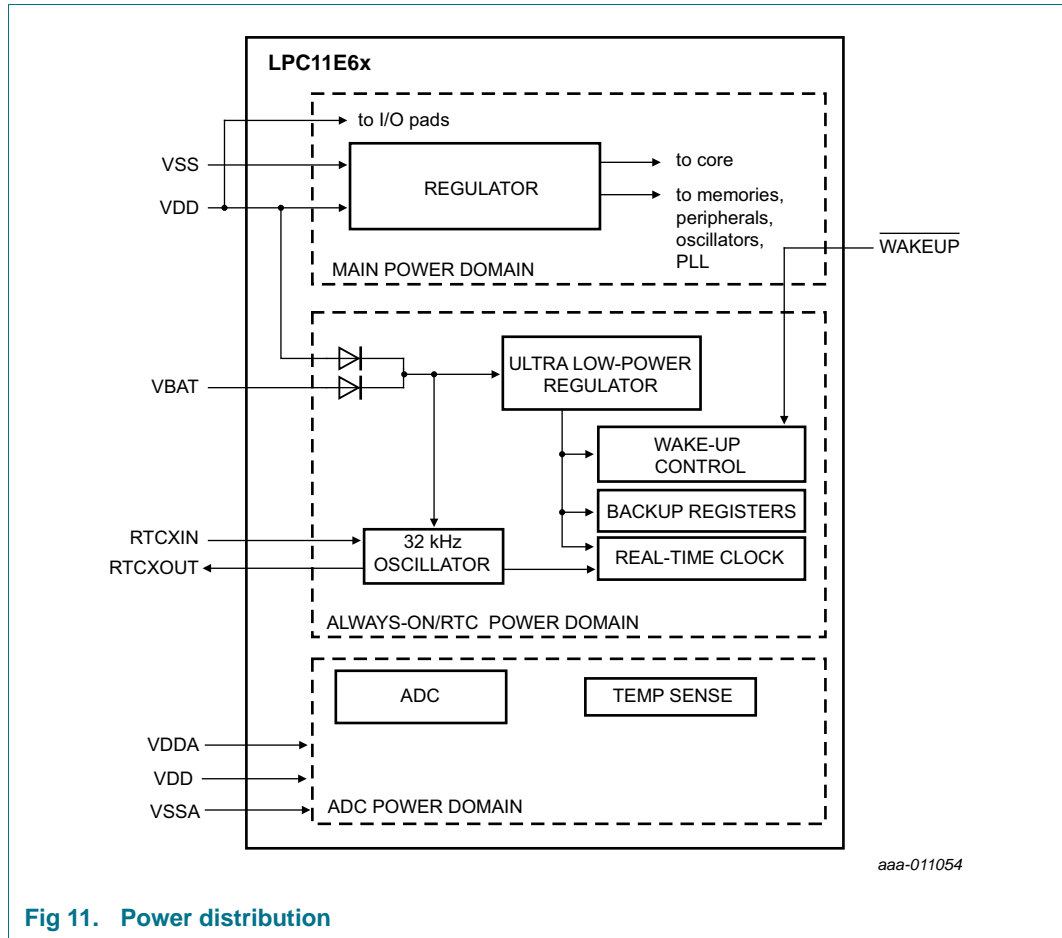 LPC11E6x
to I/O pads
VSS
VDD
REGULATOR
to core
to memories,
peripherals,
oscillators,
PLL
WAKEUP
MAIN POWER DOMAIN
VBAT
ULTRA LOW-POWER
REGULATOR
WAKE-UP
CONTROL
BACKUP REGISTERS
REAL-TIME CLOCK
RTCXIN
RTCXOUT
32 kHz
OSCILLATOR
ALWAYS-ON/RTC POWER DOMAIN
ADC
TEMP SENSE
VDDA
VDD
VSSA
ADC POWER DOMAIN
aaa-011054
Fig 11. Power distribution